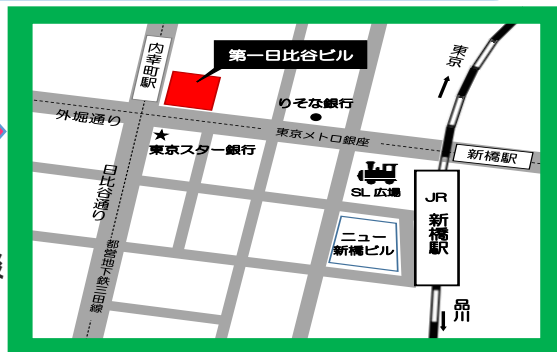 第一日比谷ビル
内幸町駅
りそな銀行
外堀通り
東京メトロ銀座
新橋駅
★
東京スター銀行
SL 広場
日比谷通り
都営地下鉄三田線
ニュー
新橋ビル
JR
新橋駅
東京
品川